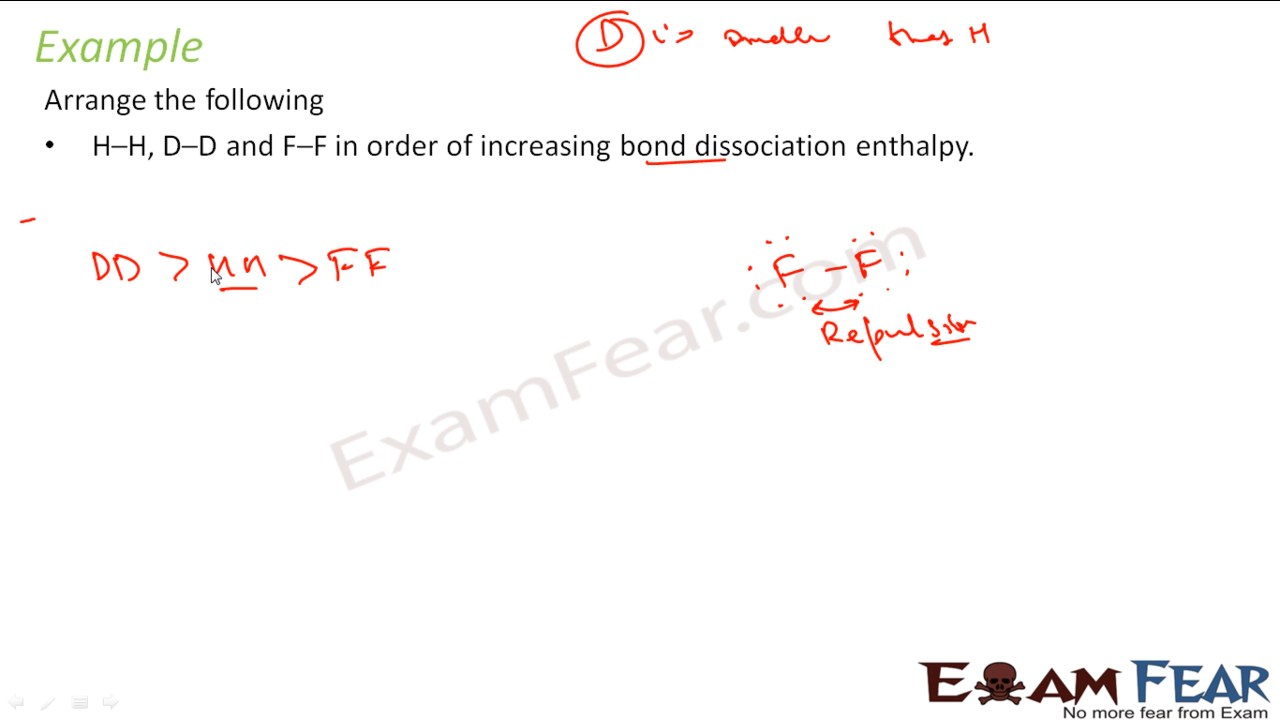 Example
D is smaller than H
Arrange the following
• H–H, D–D and F–F in order of increasing bond dissociation enthalpy.
DD > HH > FF
F – F
Repulsion
ExamFear.com
EXAM FEAR
No more fear from Exam